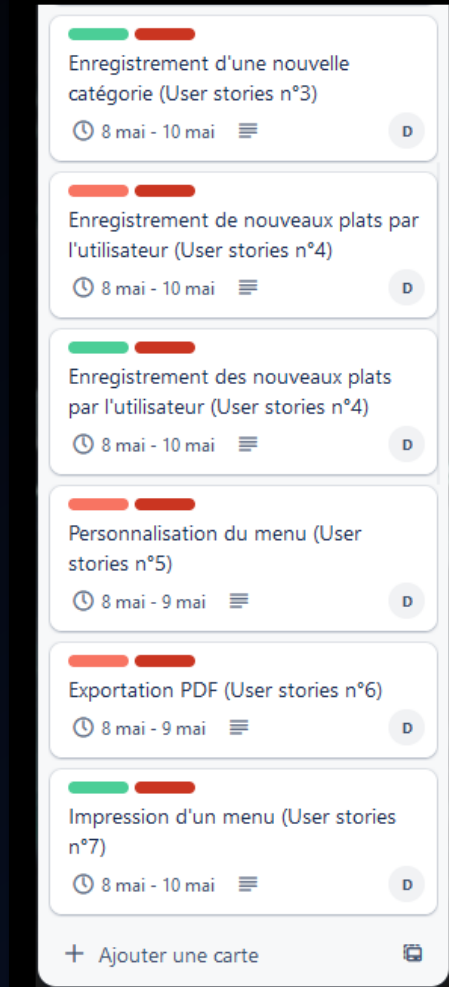 Enregistrement d'une nouvelle
catégorie (User stories n°3)
8 mai - 10 mai
D
Enregistrement de nouveaux plats par
l'utilisateur (User stories n°4)
8 mai - 10 mai
D
Enregistrement des nouveaux plats
par l'utilisateur (User stories n°4)
8 mai - 10 mai
D
Personnalisation du menu (User
stories n°5)
8 mai - 9 mai
D
Exportation PDF (User stories n°6)
8 mai - 9 mai
D
Impression d'un menu (User stories
n°7)
8 mai - 10 mai
D
+ Ajouter une carte